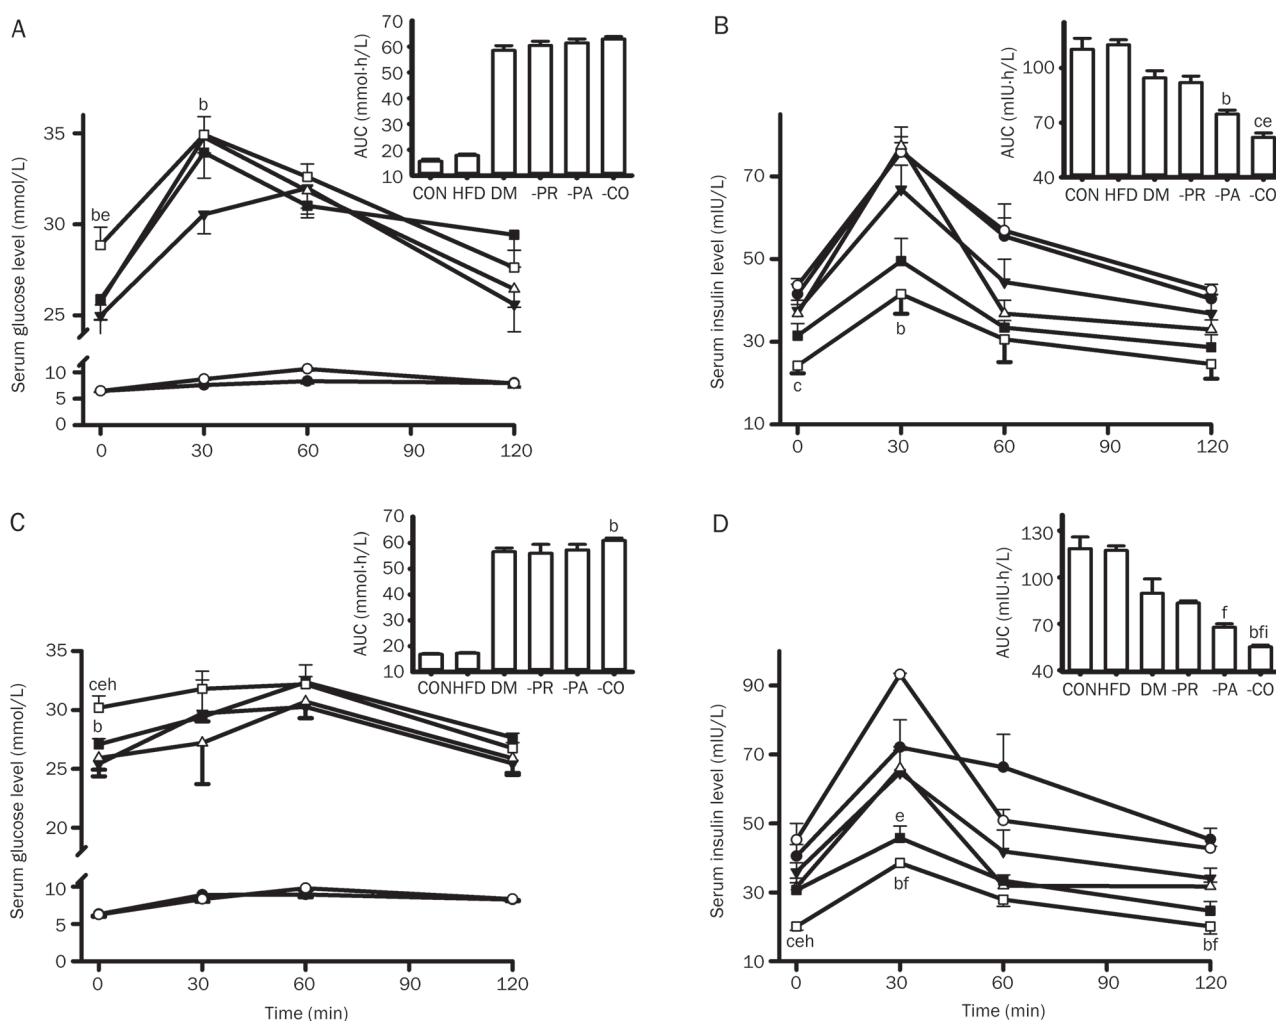 A
Serum glucose level (mmol/L)
35
30
25
10
5
0
be
b
0 30 60 90 120
AUC (mmol·h/L)
70
60
50
40
30
20
10
CON HFD DM -PR -PA -CO
B
Serum insulin level (mIU/L)
70
50
30
10
c
b
0 30 60 90 120
AUC (mIU·h/L)
100
70
40
b
ce
CON HFD DM -PR -PA -CO
C
Serum glucose level (mmol/L)
35
30
25
20
10
5
0
ceh
b
0 30 60 90 120
Time (min)
AUC (mmol·h/L)
70
60
50
40
30
20
10
b
CON HFD DM -PR -PA -CO
D
Serum insulin level (mIU/L)
90
70
50
30
10
e
bf
ceh
bf
0 30 60 90 120
Time (min)
AUC (mIU·h/L)
130
100
70
40
f
bfi
CON HFD DM -PR -PA -CO